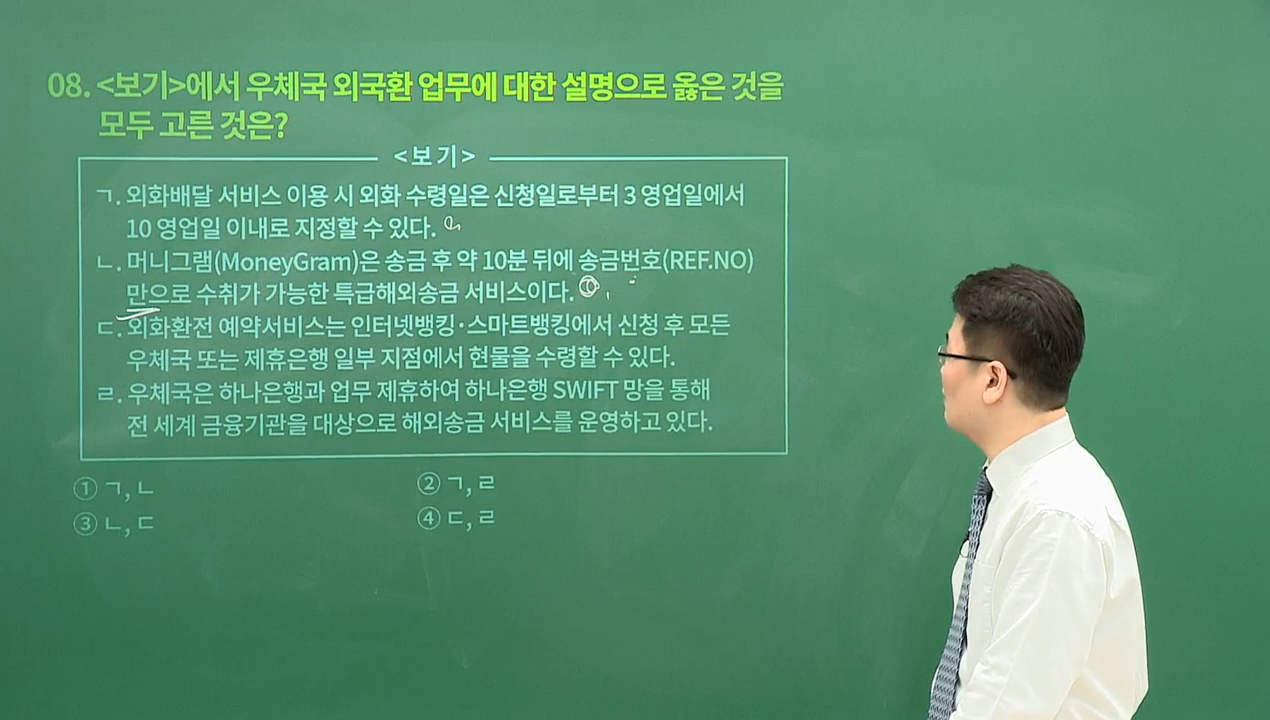 08. <보기>에서 우체국 외국환 업무에 대한 설명으로 옳은 것을
모두 고른 것은?
<보기>
ㄱ. 외화배달 서비스 이용 시 외화 수령일은 신청일로부터 3 영업일에서
10 영업일 이내로 지정할 수 있다.
ㄴ. 머니그램(MoneyGram)은 송금 후 약 10분 뒤에 송금번호(REF.NO)
만으로 수취가 가능한 특급해외송금 서비스이다.
ㄷ. 외화환전 예약서비스는 인터넷뱅킹·스마트뱅킹에서 신청 후 모든
우체국 또는 제휴은행 일부 지점에서 현물을 수령할 수 있다.
ㄹ. 우체국은 하나은행과 업무 제휴하여 하나은행 SWIFT 망을 통해
전 세계 금융기관을 대상으로 해외송금 서비스를 운영하고 있다.
① ㄱ, ㄴ ② ㄱ, ㄹ
③ ㄴ, ㄷ ④ ㄷ, ㄹ